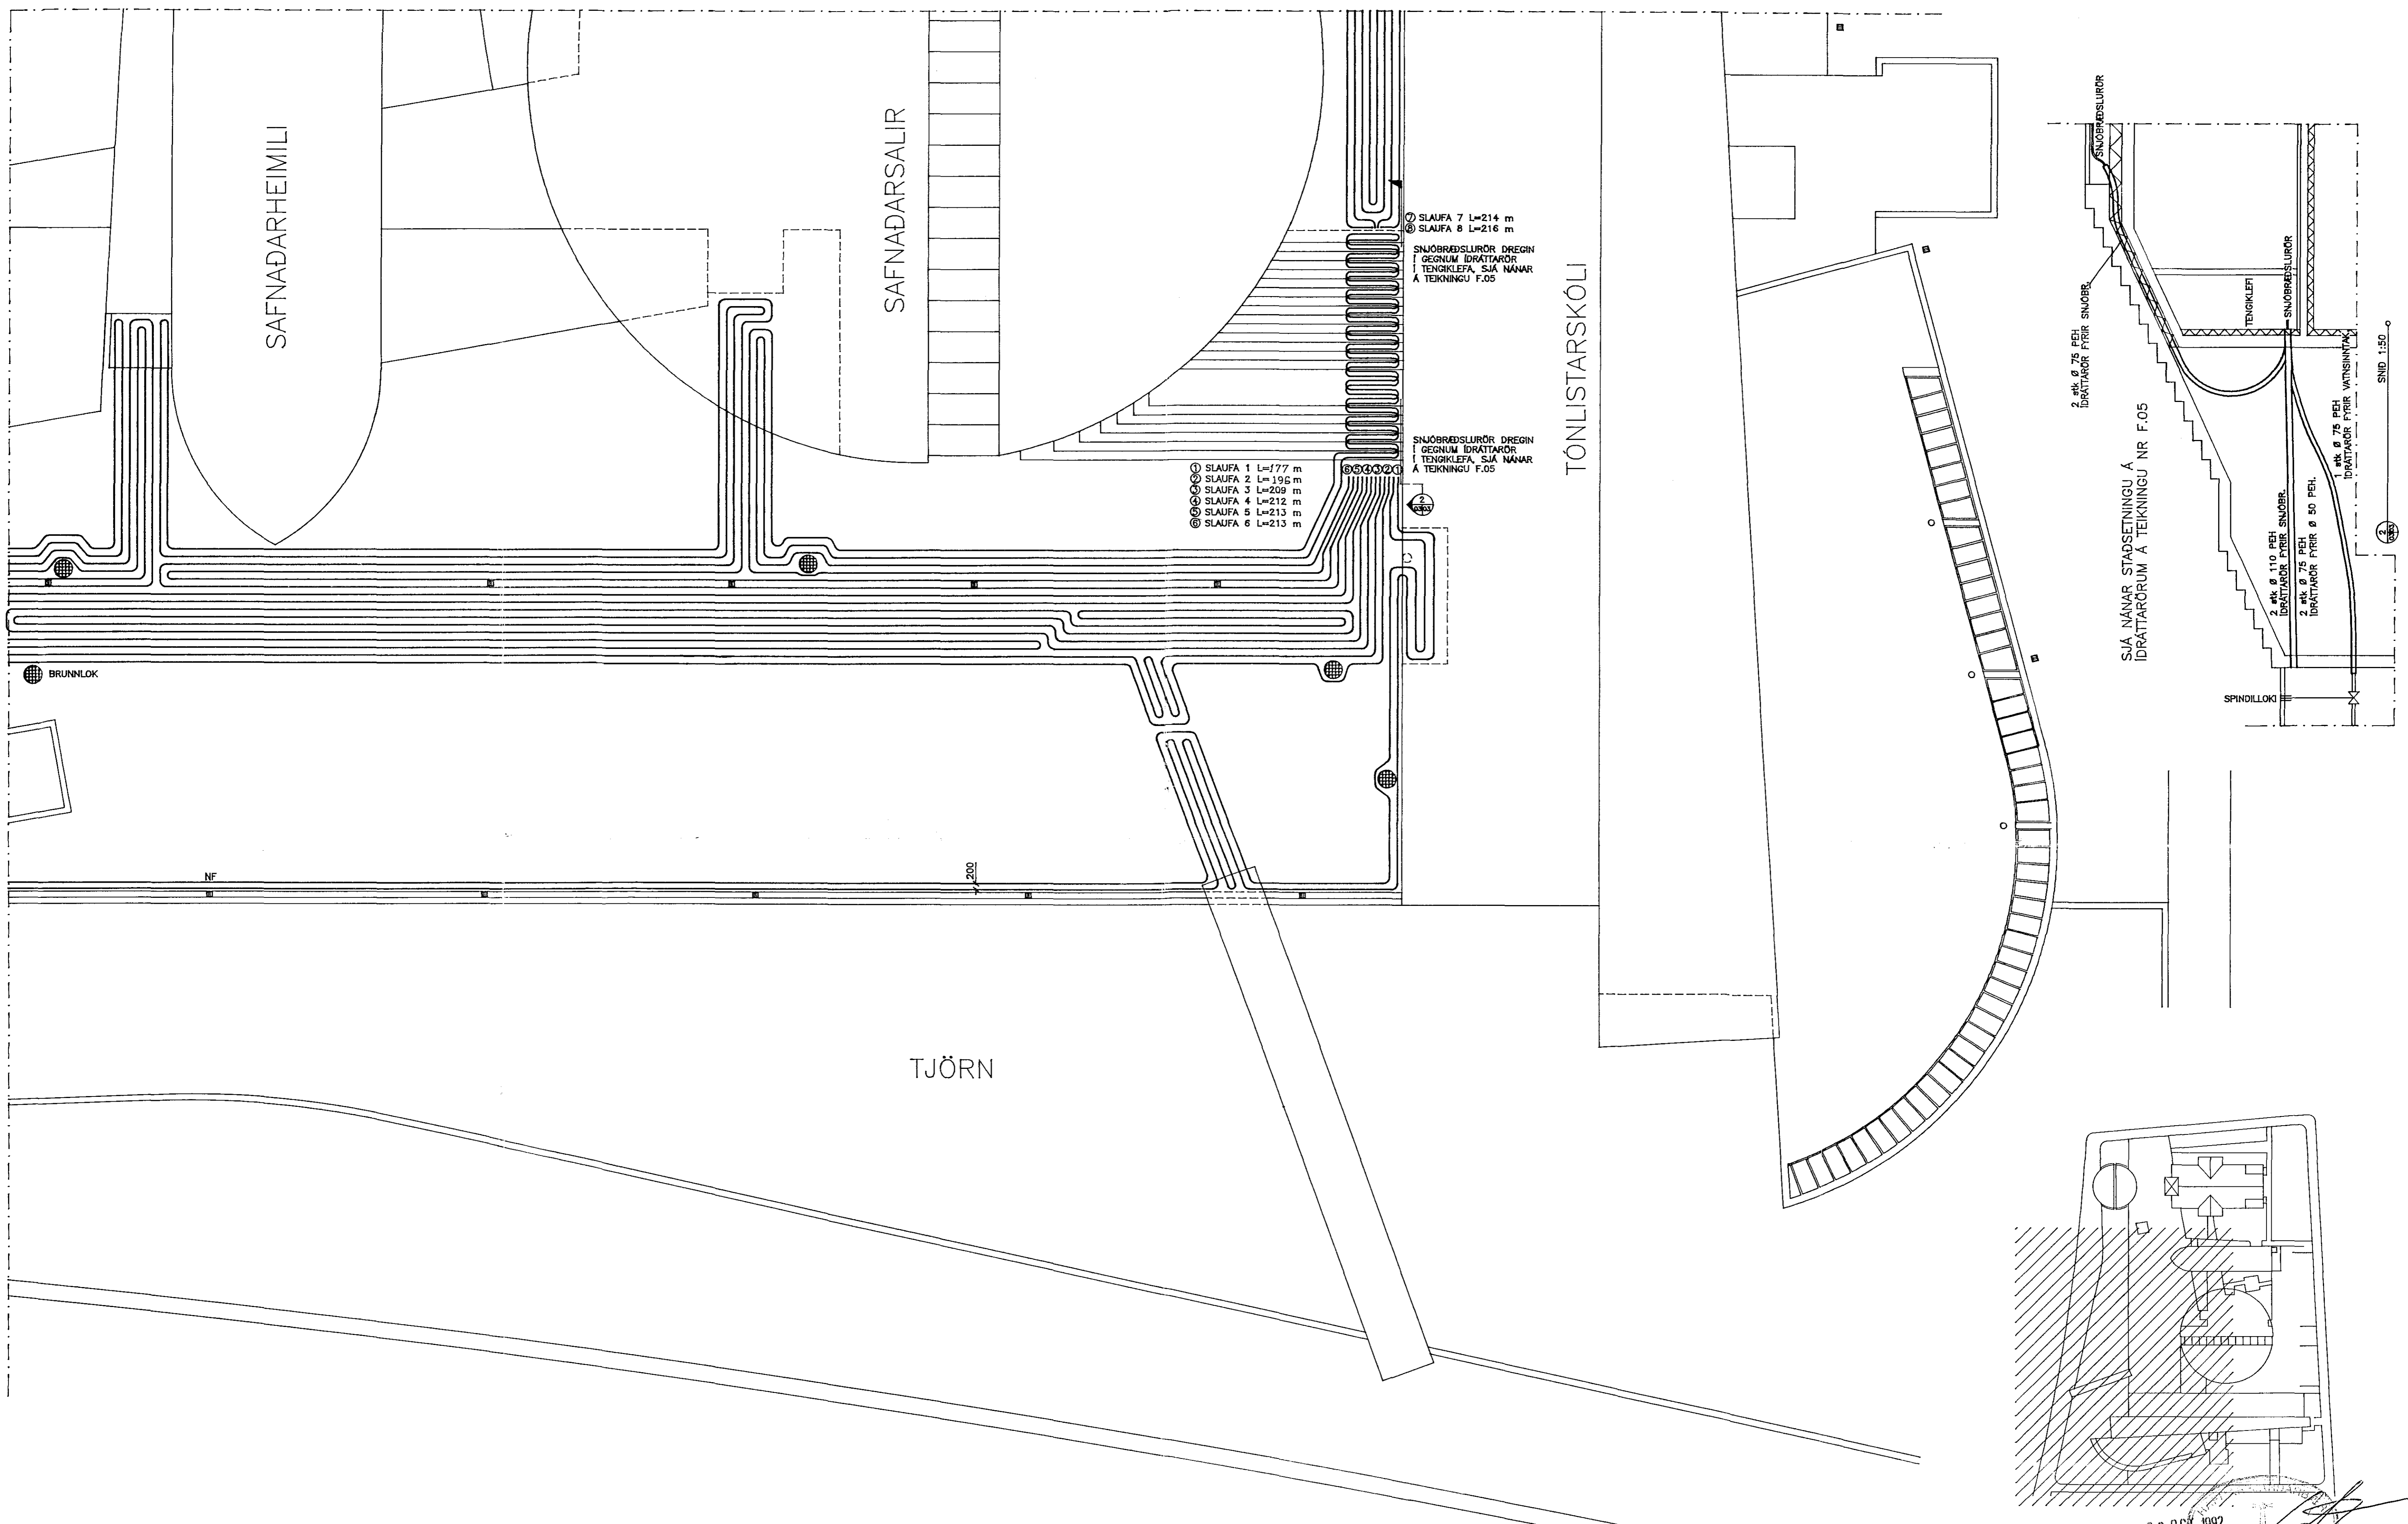 SAFNAÐARHEIMILI
SAFNAÐARSALIR
TÓNLISTARSKÓLI
⑦ SLAUFA 7 L=214 m
⑧ SLAUFA 8 L=216 m
SNJÓBRÆÐSLURÖR DREGIN
Í GEGNUM ÍDRÁTTARÖR
Í TENGIKLEFA, SJÁ NÁNAR
Á TEIKNINGU F.05
SNJÓBRÆÐSLURÖR DREGIN
Í GEGNUM ÍDRÁTTARÖR
Í TENGIKLEFA, SJÁ NÁNAR
Á TEIKNINGU F.05
① SLAUFA 1 L=177 m
② SLAUFA 2 L=196 m
③ SLAUFA 3 L=209 m
④ SLAUFA 4 L=212 m
⑤ SLAUFA 5 L=213 m
⑥ SLAUFA 6 L=213 m
⑥⑤④③②①
2
BRUNNLOK
NF
200
TJÖRN
SNJÓBRÆÐSLURÖR
2 stk Ø 75 PEH
ÍDRÁTTARÖR FYRIR SNJÓBR.
TENGIKLEFI
SNJÓBRÆÐSLURÖR
1 stk Ø 75 PEH
ÍDRÁTTARÖR FYRIR VATNSINNTAK
2 stk Ø 110 PEH
ÍDRÁTTARÖR FYRIR SNJÓBR.
2 stk Ø 75 PEH
ÍDRÁTTARÖR FYRIR Ø 50 PEH.
SJÁ NÁNAR STAÐSETNINGU Á
ÍDRÁTTARÖRUM Á TEIKNINGU NR F.05
SPINDILLOKI
SNIÐ 1:50
2
1992